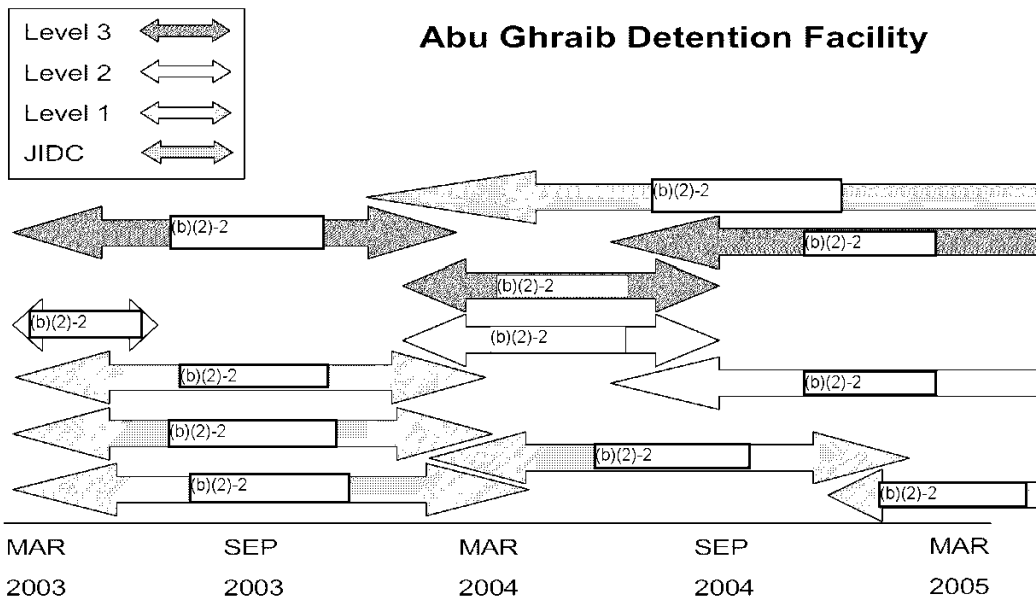 Abu Ghraib Detention Facility
Level 3
Level 2
Level 1
JIDC
(b)(2)-2
(b)(2)-2
(b)(2)-2
(b)(2)-2
(b)(2)-2
(b)(2)-2
(b)(2)-2
(b)(2)-2
(b)(2)-2
(b)(2)-2
(b)(2)-2
(b)(2)-2
MAR SEP MAR SEP MAR
2003 2003 2004 2004 2005